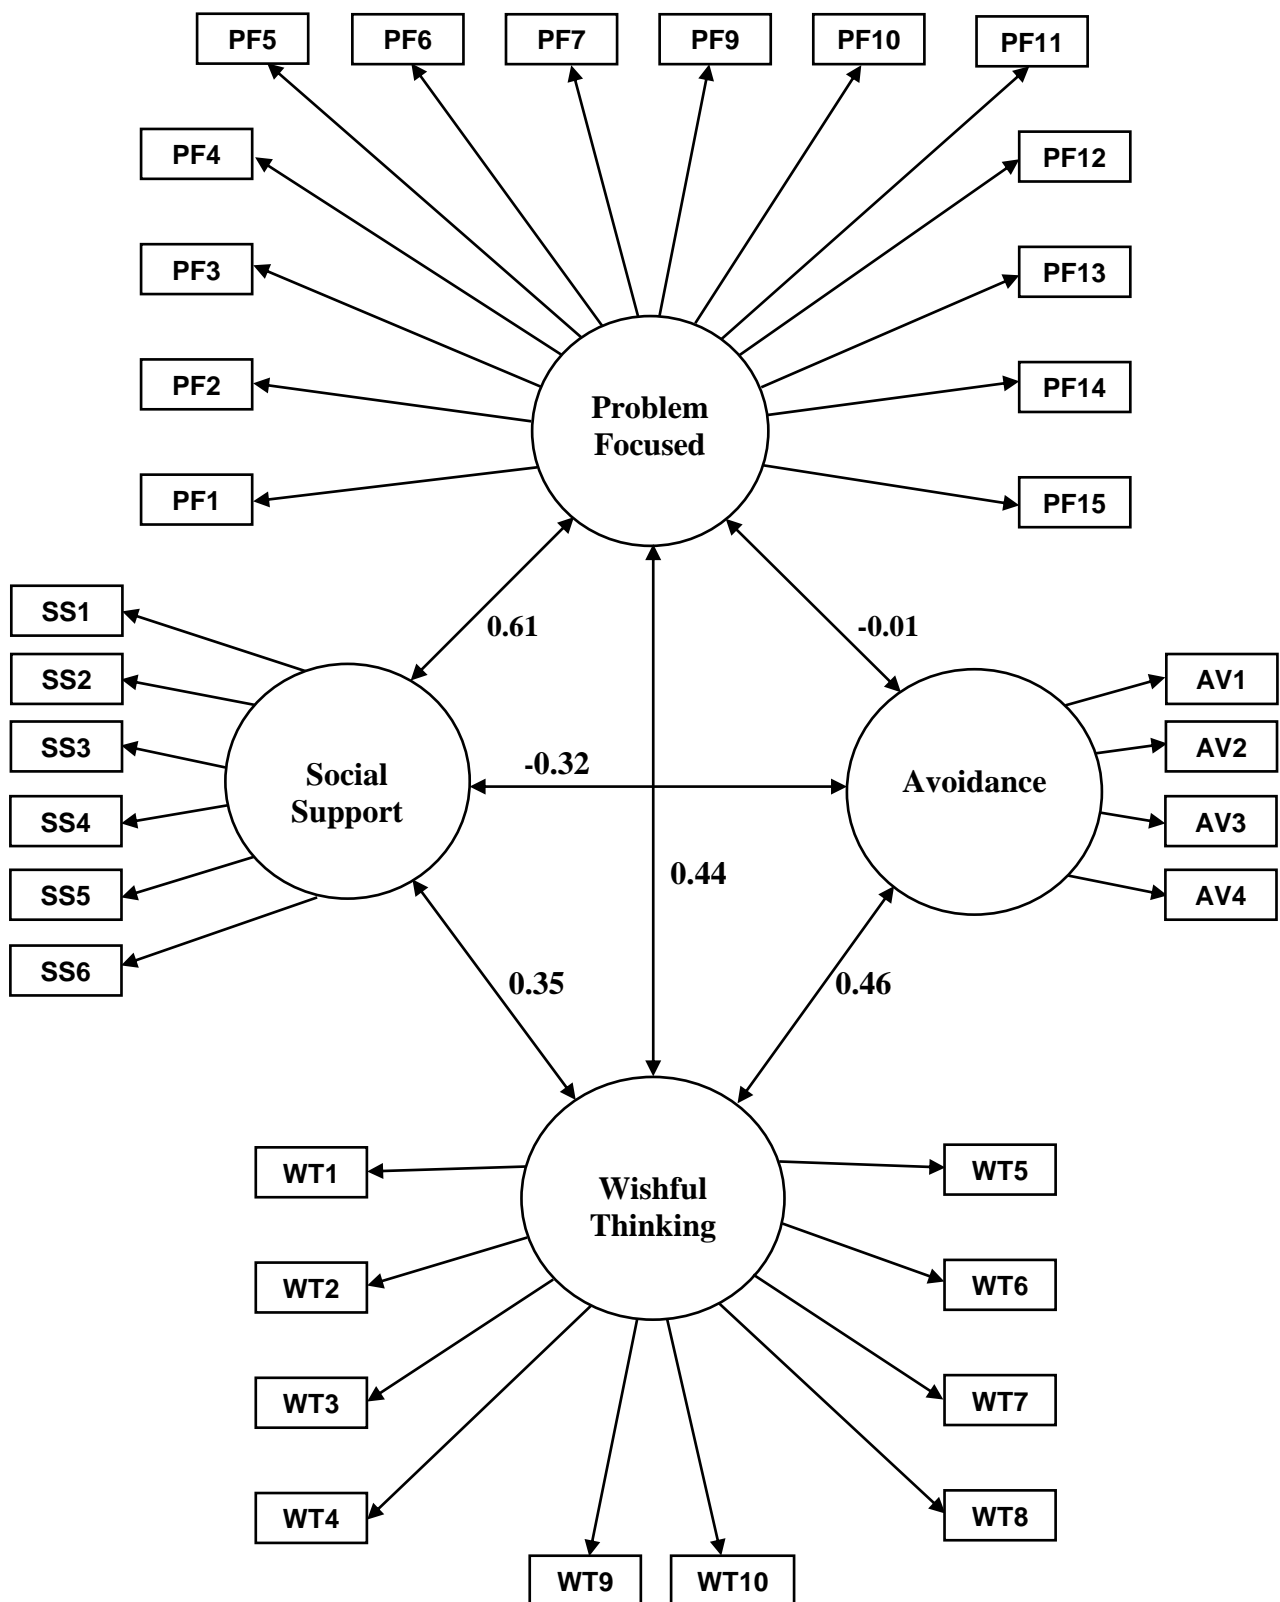 PF5
PF6
PF7
PF9
PF10
PF11
PF4
PF12
PF3
PF13
PF2
PF14
PF1
PF15
Problem
Focused
SS1
0.61
-0.01
SS2
SS3
SS4
SS5
SS6
Social
Support
-0.32
Avoidance
AV1
AV2
AV3
AV4
0.44
0.35
0.46
WT1
WT5
Wishful
Thinking
WT2
WT6
WT3
WT7
WT4
WT8
WT9
WT10